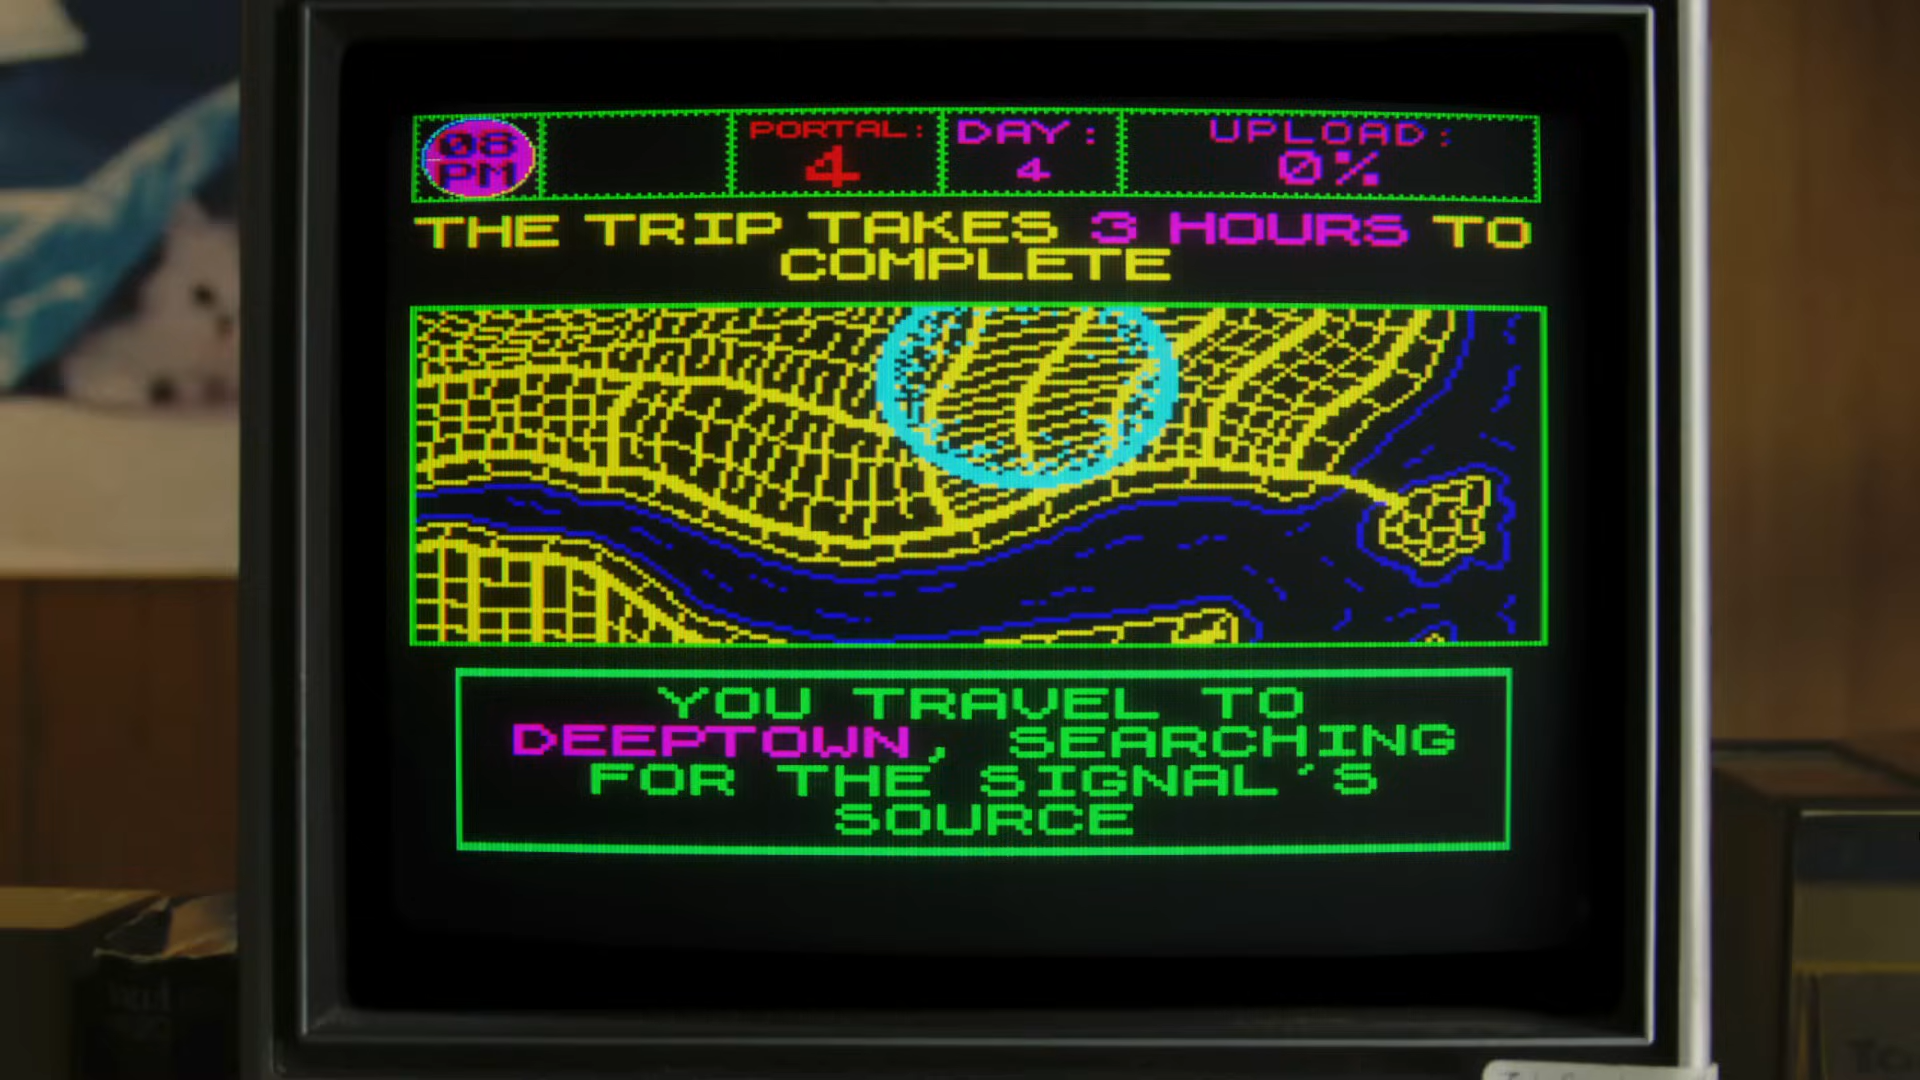 08
PM
PORTAL:
4
DAY:
4
UPLOAD:
0%
THE TRIP TAKES 3 HOURS TO
COMPLETE
YOU TRAVEL TO
DEEPTOWN, SEARCHING
FOR THE SIGNAL'S
SOURCE